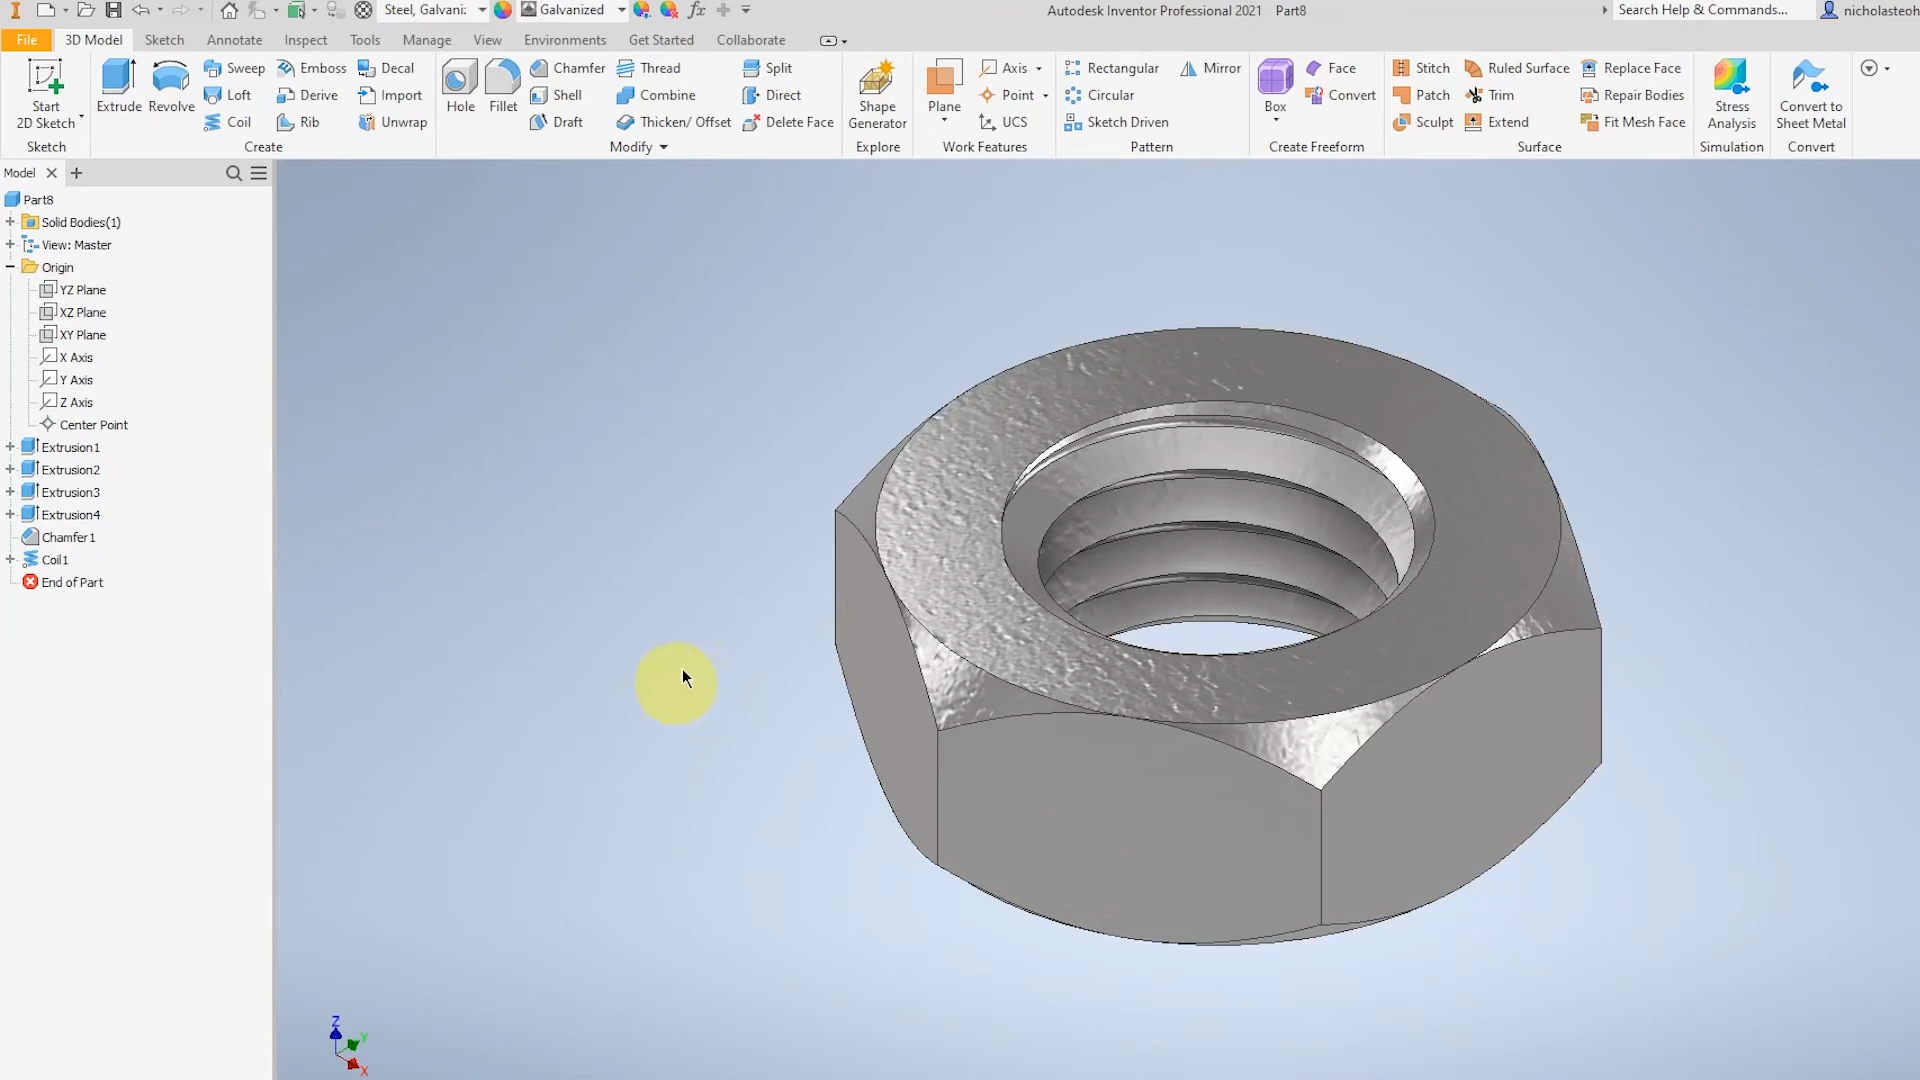 Steel, Galvani: Galvanized fx Autodesk Inventor Professional 2021 Part8 Search Help & Commands... nicholasteoh
File 3D Model Sketch Annotate Inspect Tools Manage View Environments Get Started Collaborate
Start
2D Sketch
Sketch
Extrude Revolve
Sweep Emboss Decal
Loft Derive Import
Coil Rib Unwrap
Create
Hole Fillet
Chamfer Thread Split
Shell Combine Direct
Draft Thicken/ Offset Delete Face
Modify
Shape
Generator
Explore
Plane
Axis
Point
UCS
Work Features
Rectangular Mirror
Circular
Sketch Driven
Pattern
Box
Face
Convert
Create Freeform
Stitch Ruled Surface Replace Face
Patch Trim Repair Bodies
Sculpt Extend Fit Mesh Face
Surface
Stress
Analysis
Simulation
Convert to
Sheet Metal
Convert
Model
Part8
Solid Bodies(1)
View: Master
Origin
YZ Plane
XZ Plane
XY Plane
X Axis
Y Axis
Z Axis
Center Point
Extrusion1
Extrusion2
Extrusion3
Extrusion4
Chamfer1
Coil1
End of Part
Z
Y
X